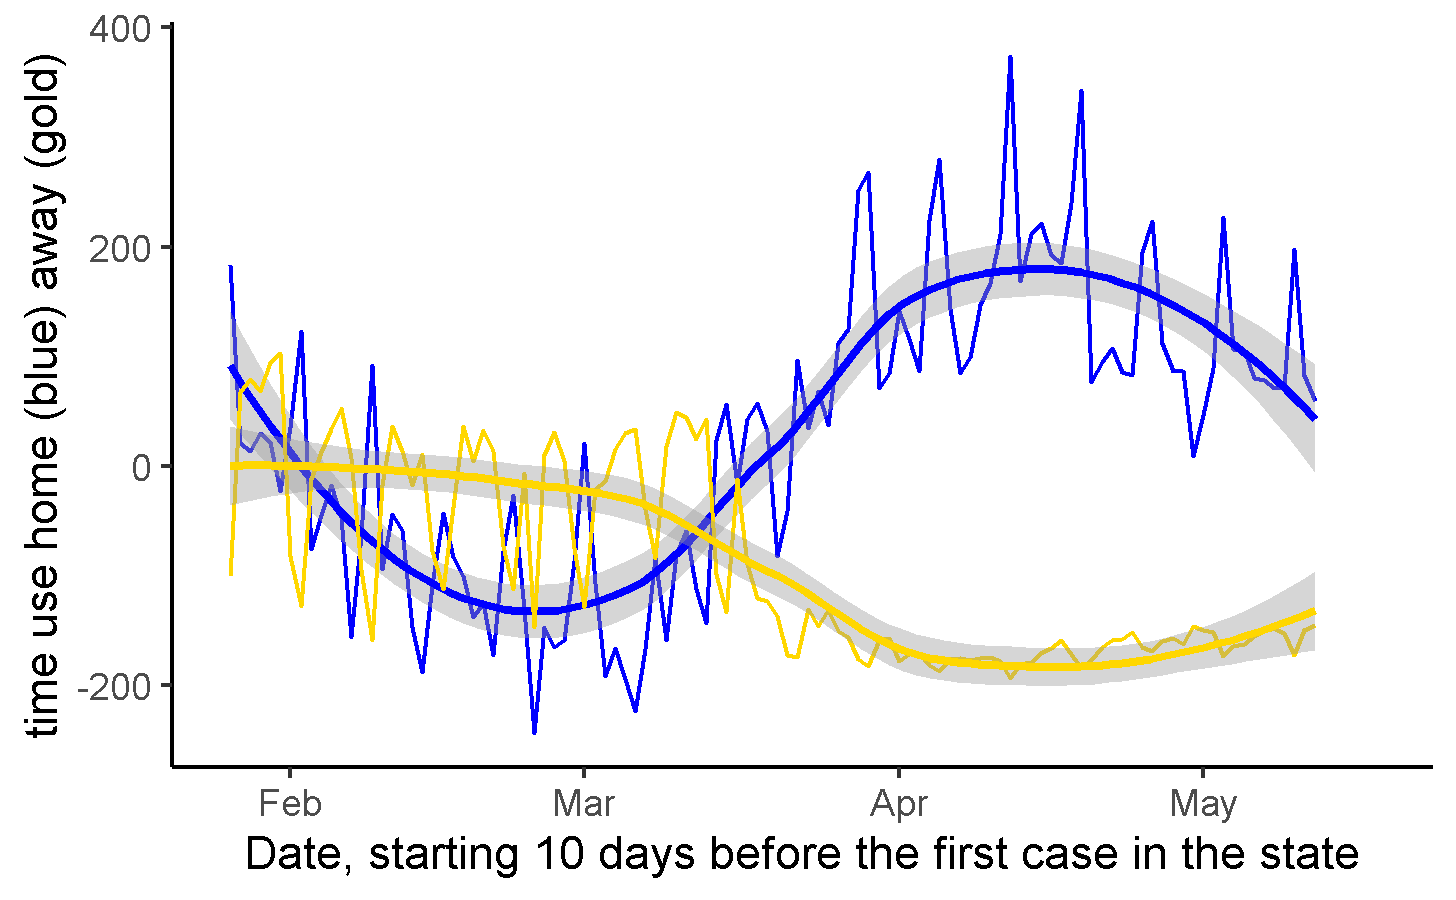 time use home (blue) away (gold)
400
200
0
-200
Feb Mar Apr May
Date, starting 10 days before the first case in the state